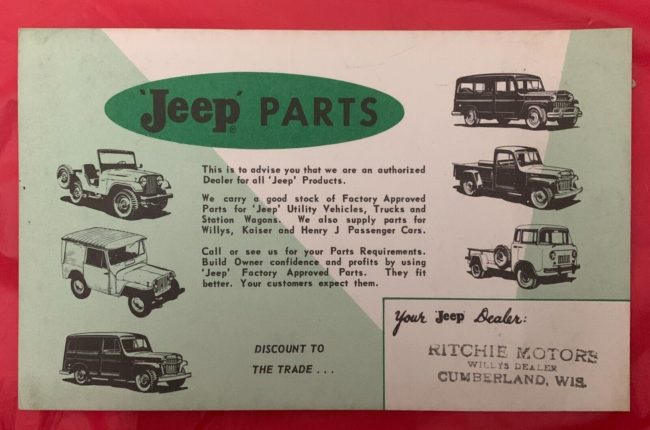 'Jeep' PARTS
This is to advise you that we are an authorized
Dealer for all 'Jeep' Products.
We carry a good stock of Factory Approved
Parts for 'Jeep' Utility Vehicles, Trucks and
Station Wagons. We also supply parts for
Willys, Kaiser and Henry J Passenger Cars.
Call or see us for your Parts Requirements.
Build Owner confidence and profits by using
'Jeep' Factory Approved Parts. They fit
better. Your customers expect them.
DISCOUNT TO
THE TRADE . . .
Your 'Jeep' Dealer:
RITCHIE MOTORS
WILLYS DEALER
CUMBERLAND, WIS.